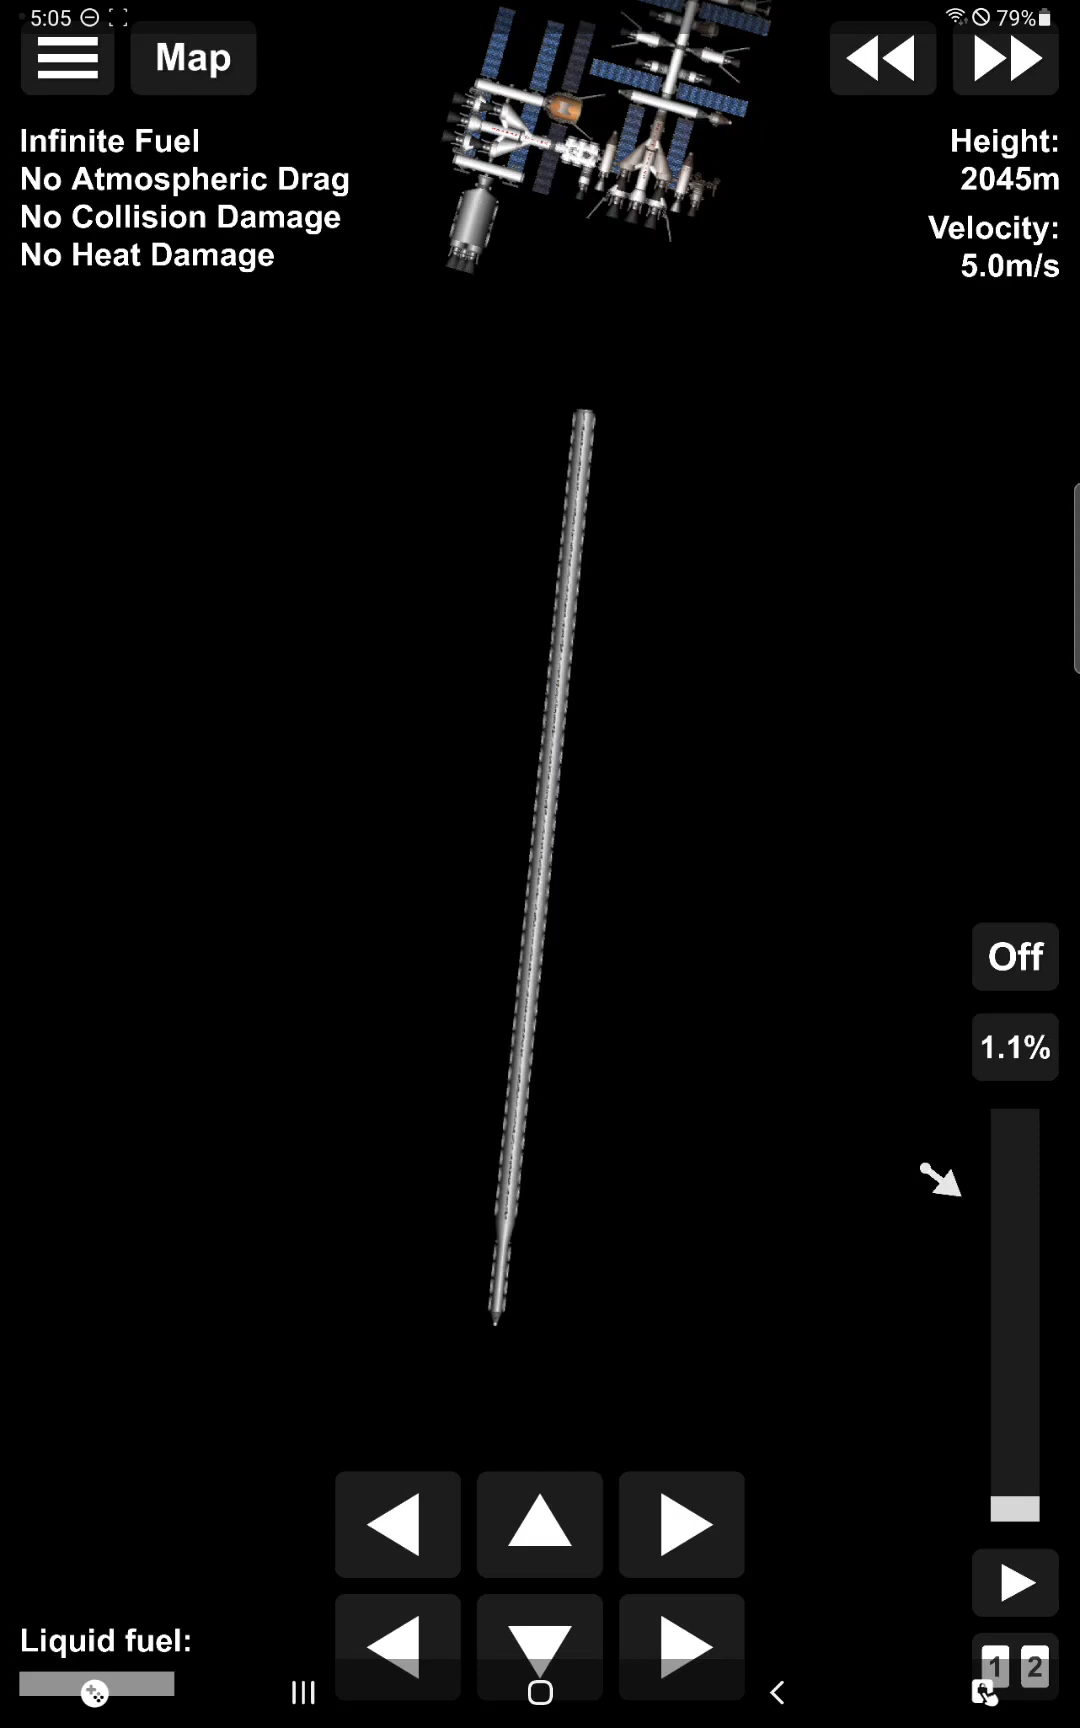 5:05
79%
Map
Infinite Fuel
No Atmospheric Drag
No Collision Damage
No Heat Damage
Height:
2045m
Velocity:
5.0m/s
Off
1.1%
Liquid fuel:
1 2